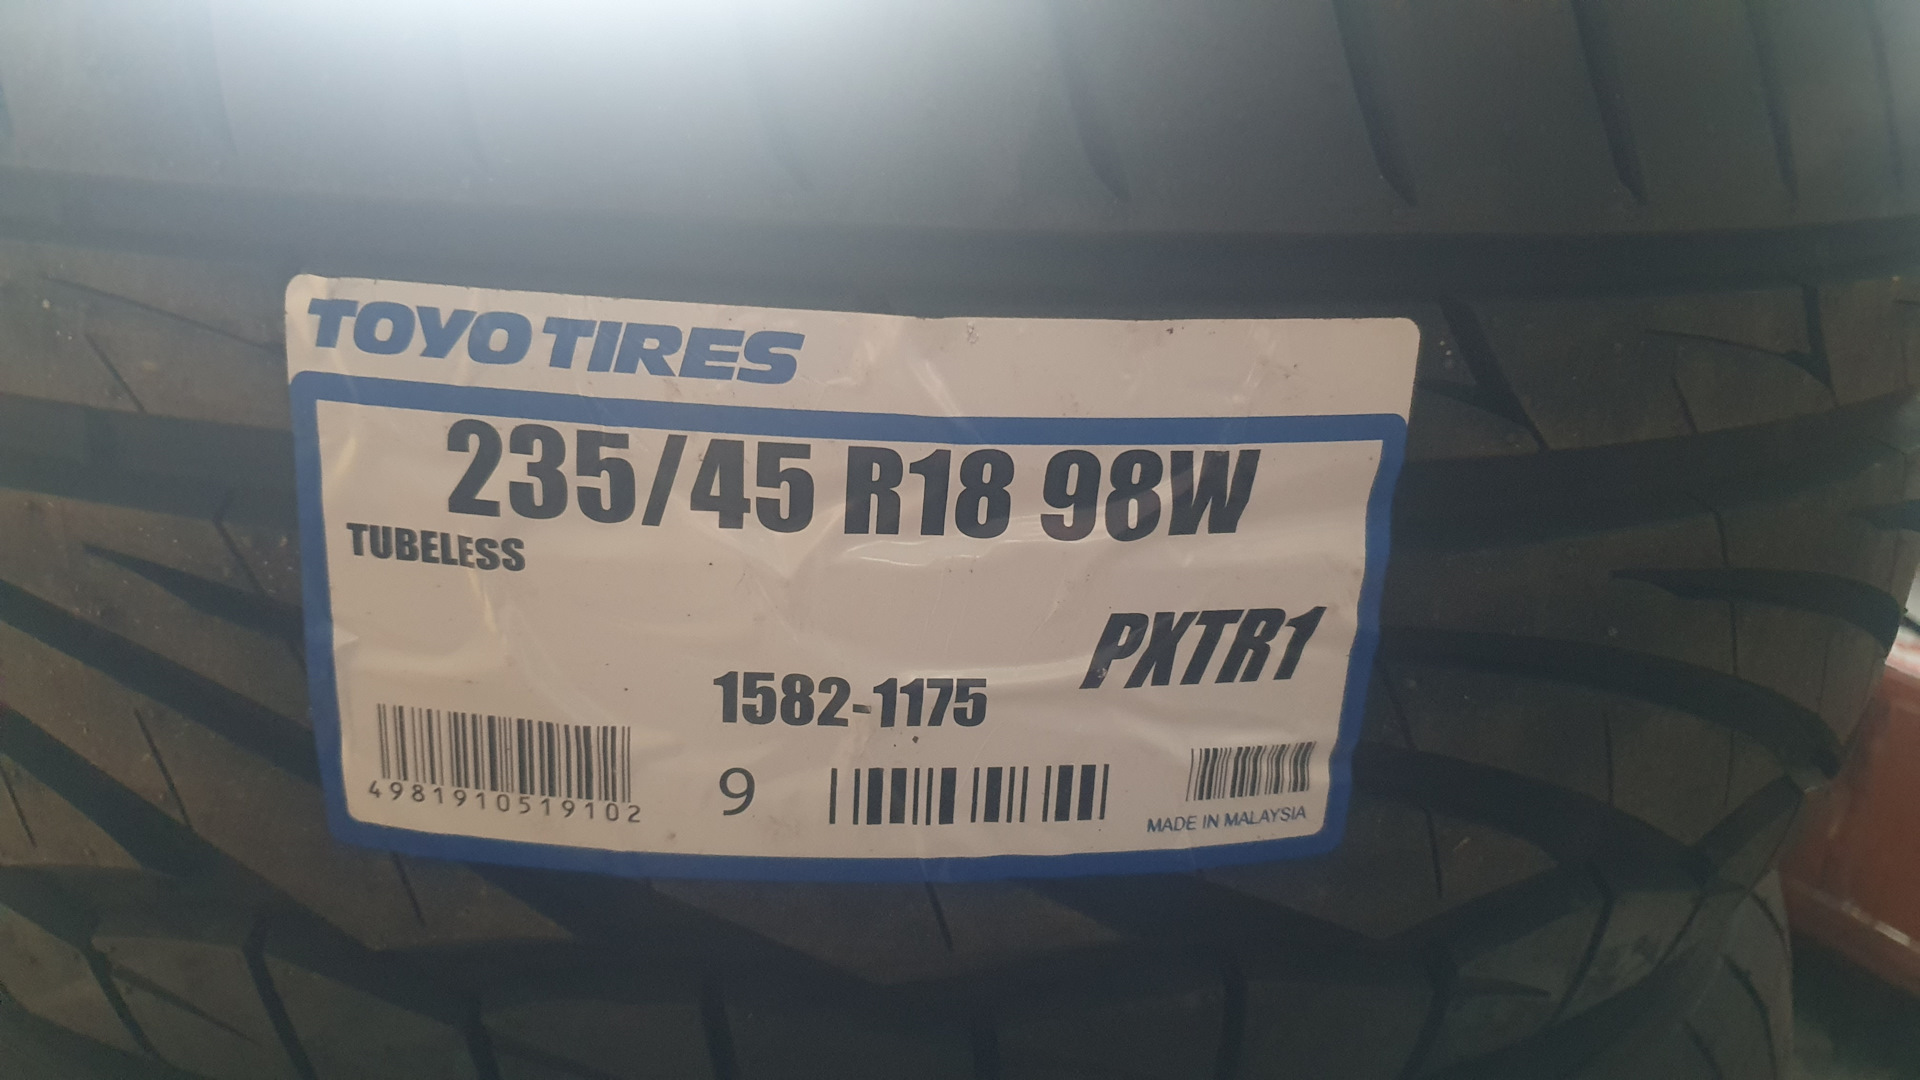 TOYO TIRES
235/45 R18 98W
TUBELESS
PXTR1
1582-1175
4981910519102
9
MADE IN MALAYSIA